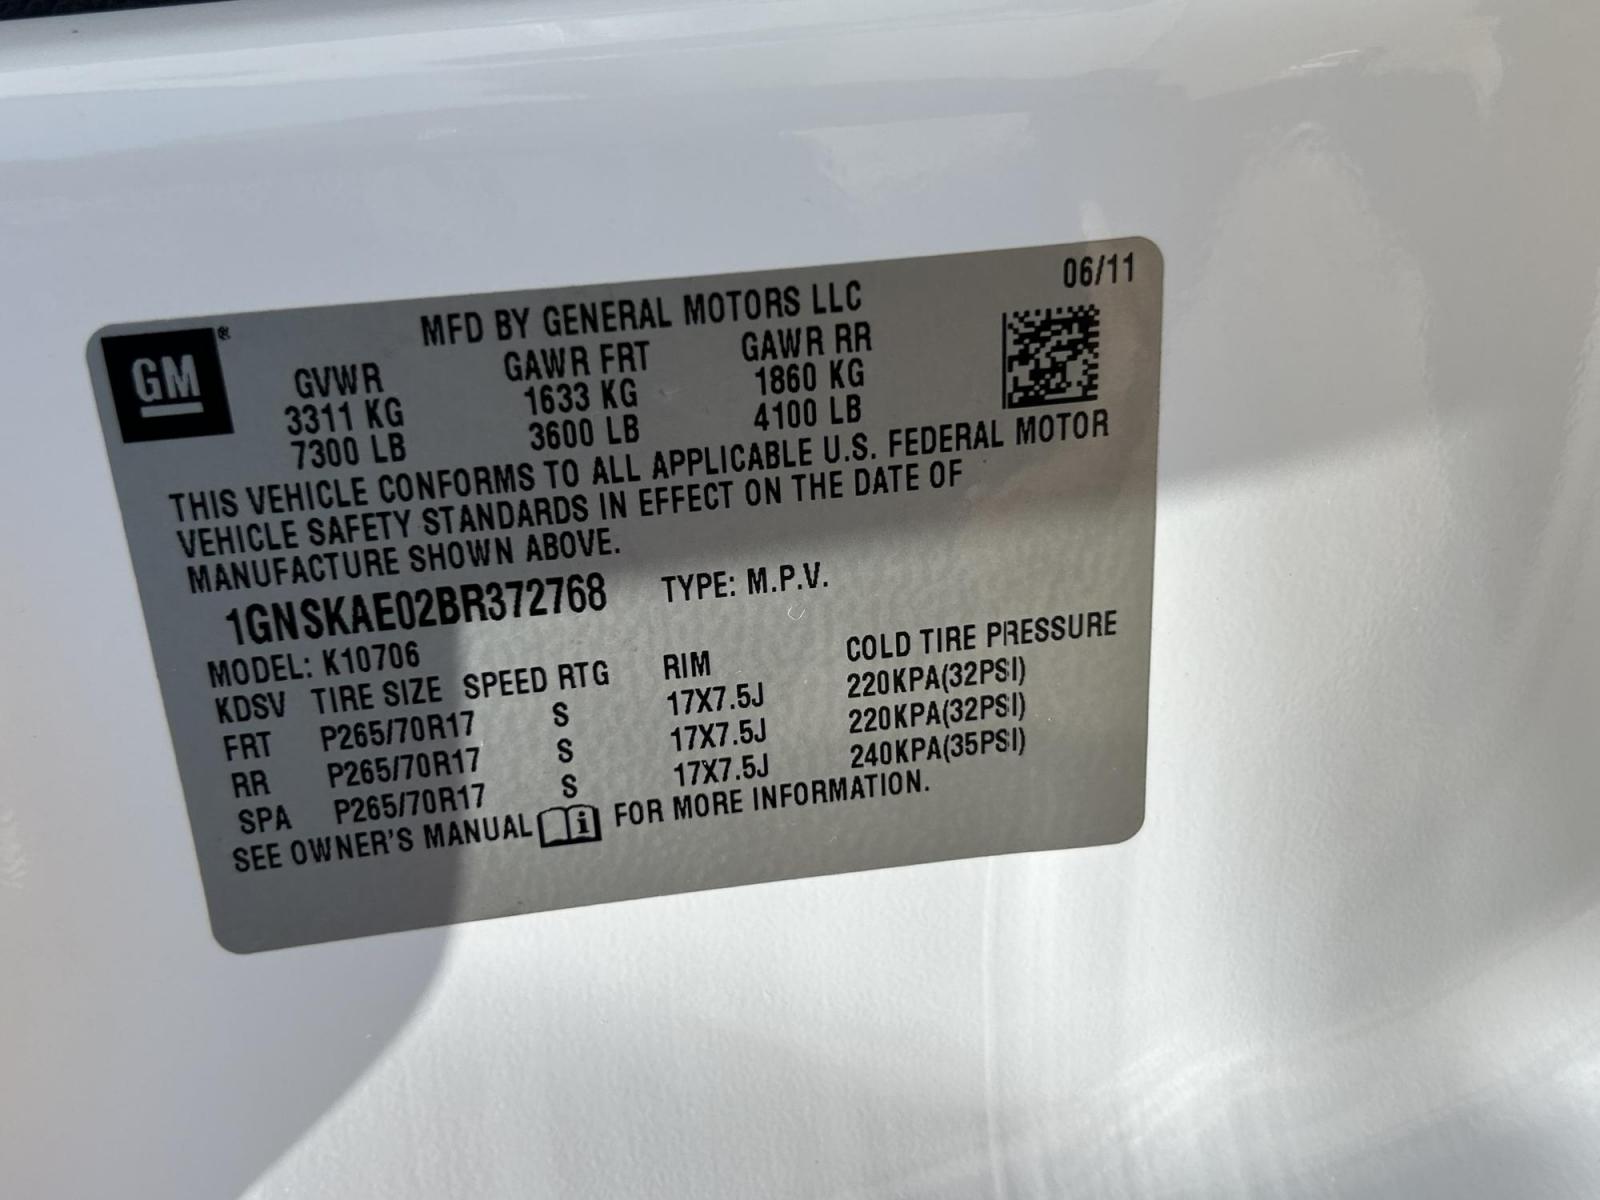 06/11
MFD BY GENERAL MOTORS LLC
GM®
GVWR GAWR FRT GAWR RR
3311 KG 1633 KG 1860 KG
7300 LB 3600 LB 4100 LB
THIS VEHICLE CONFORMS TO ALL APPLICABLE U.S. FEDERAL MOTOR
VEHICLE SAFETY STANDARDS IN EFFECT ON THE DATE OF
MANUFACTURE SHOWN ABOVE.
1GNSKAE02BR372768 TYPE: M.P.V.
MODEL: K10706
KDSV TIRE SIZE SPEED RTG RIM COLD TIRE PRESSURE
FRT P265/70R17 S 17X7.5J 220KPA(32PSI)
RR P265/70R17 S 17X7.5J 220KPA(32PSI)
SPA P265/70R17 S 17X7.5J 240KPA(35PSI)
SEE OWNER'S MANUAL i FOR MORE INFORMATION.